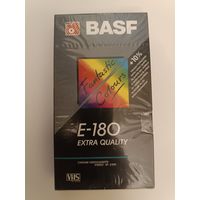 BASF
+10%
Fantastic
Colours
E-180
EXTRA QUALITY
VHS